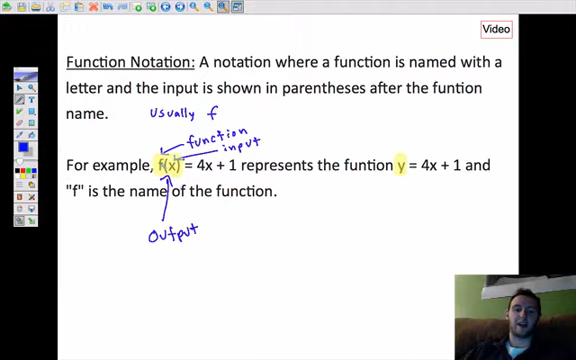 Video
Function Notation: A notation where a function is named with a
letter and the input is shown in parentheses after the funtion
name.
usually f
function
input
For example, f(x) = 4x + 1 represents the funtion y = 4x + 1 and
"f" is the name of the function.
output